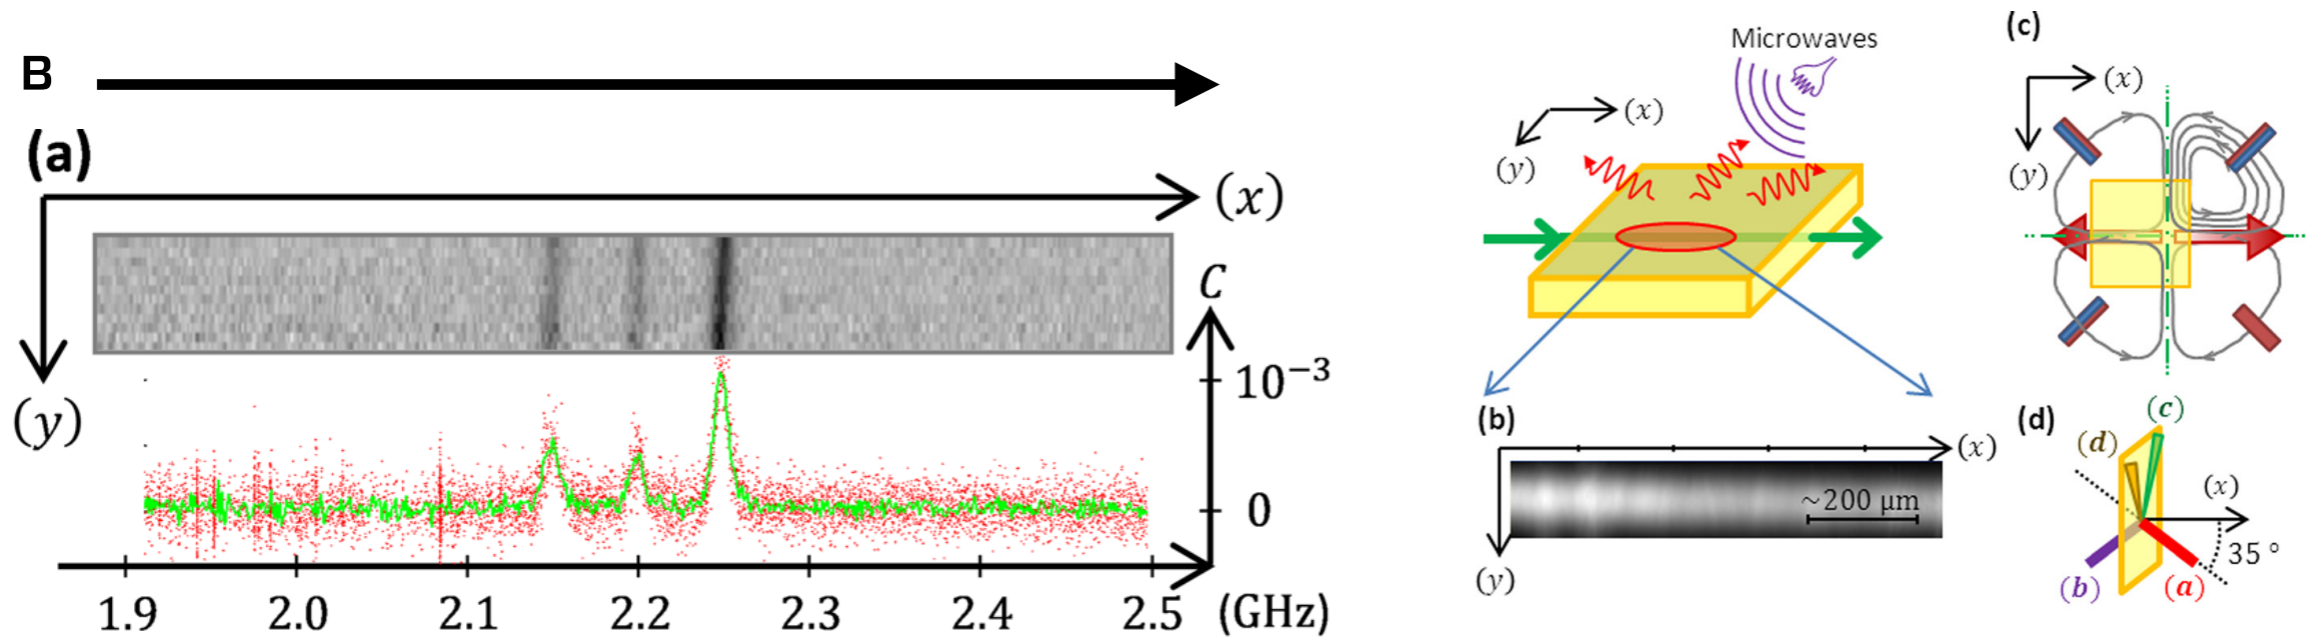 B
(a)
(x)
(y)
C
10⁻³
0
1.9 2.0 2.1 2.2 2.3 2.4 2.5 (GHz)
Microwaves
(x)
(y)
(b)
(x)
~200 μm
(y)
(c)
(x)
(y)
(d)
(c)
(d)
(x)
35 °
(b)
(a)